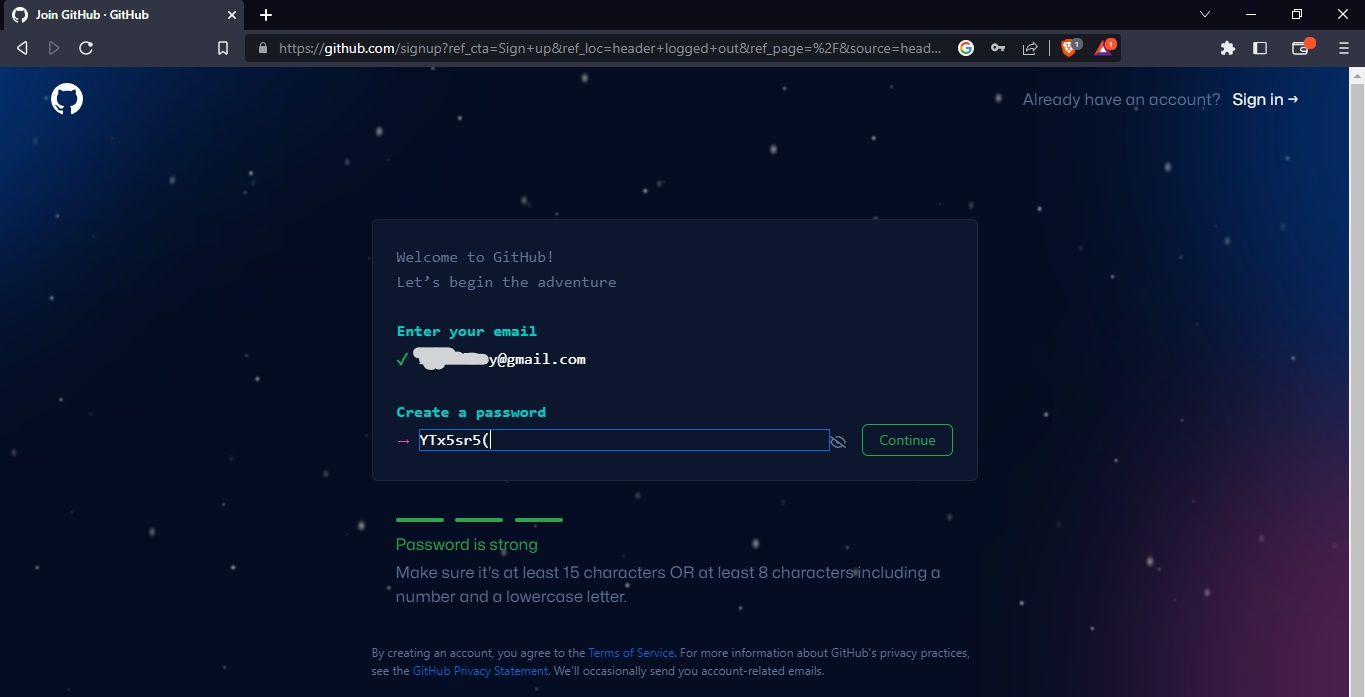 Join GitHub · GitHub
https://github.com/signup?ref_cta=Sign+up&ref_loc=header+logged+out&ref_page=%2F&source=head...
1
1
Already have an account? Sign in →
Welcome to GitHub!
Let’s begin the adventure
Enter your email
✓ y@gmail.com
Create a password
→ YTx5sr5( Continue
Password is strong
Make sure it's at least 15 characters OR at least 8 characters including a
number and a lowercase letter.
By creating an account, you agree to the Terms of Service. For more information about GitHub's privacy practices,
see the GitHub Privacy Statement. We'll occasionally send you account-related emails.